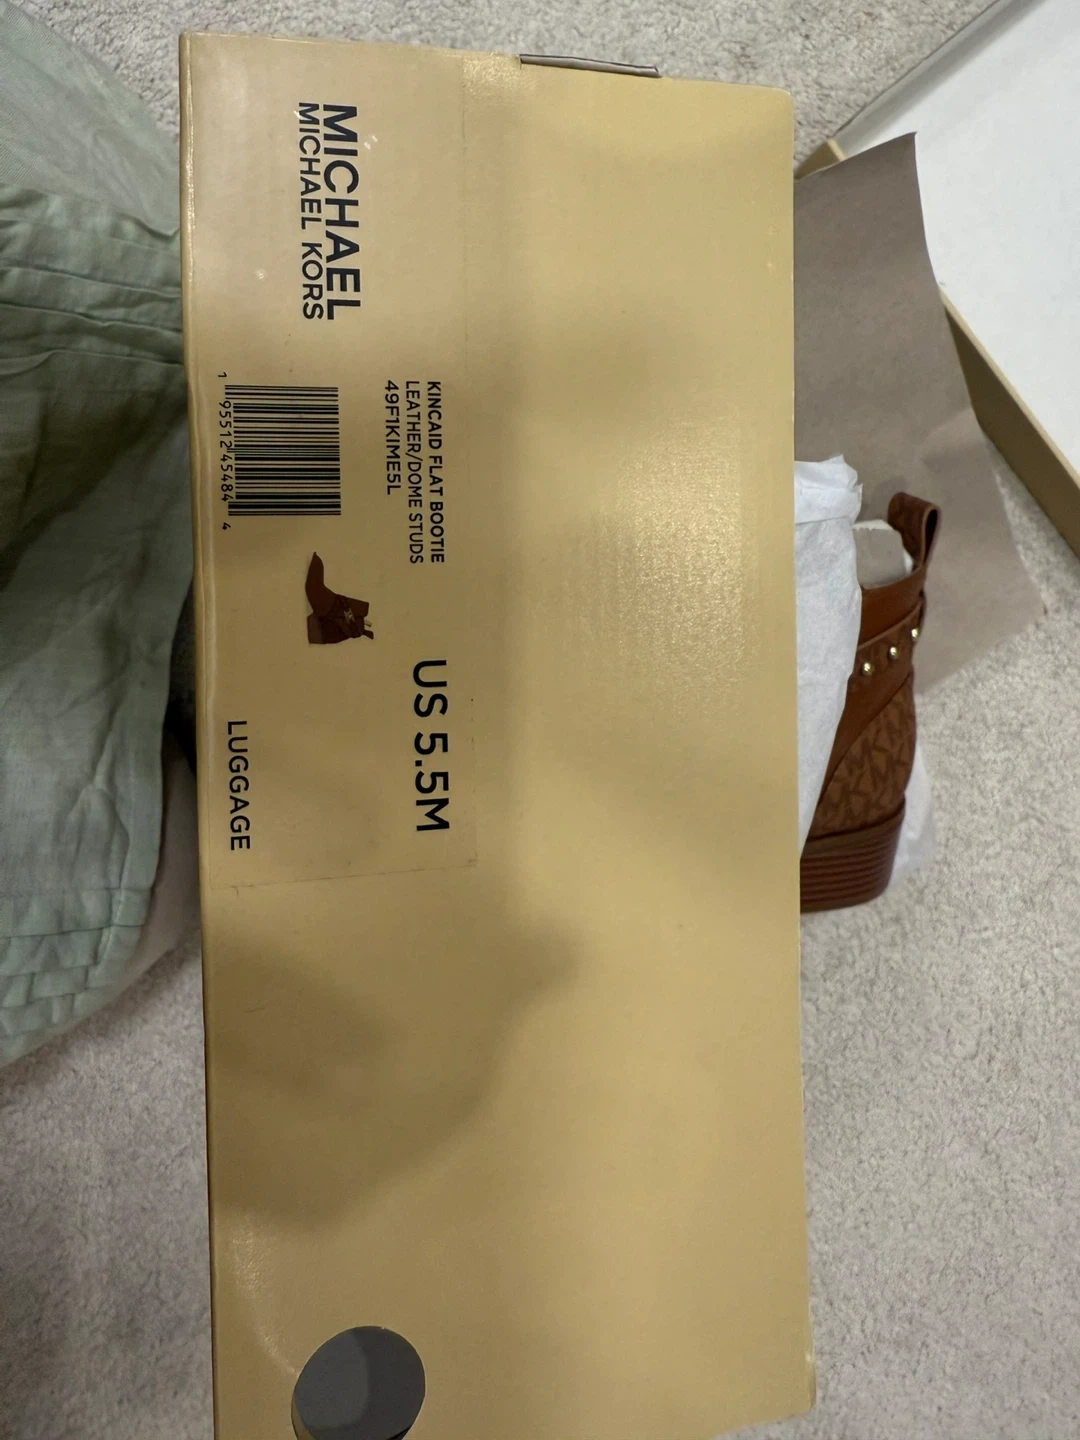 MICHAEL
MICHAEL KORS
KINCAID FLAT BOOTIE
LEATHER/DOME STUDS
49F1KIME5L
1 95512 45484 4
US 5.5M
LUGGAGE